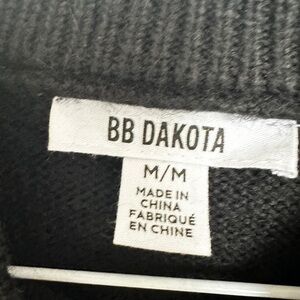 BB DAKOTA
M/M
MADE IN
CHINA
FABRIQUÉ
EN CHINE